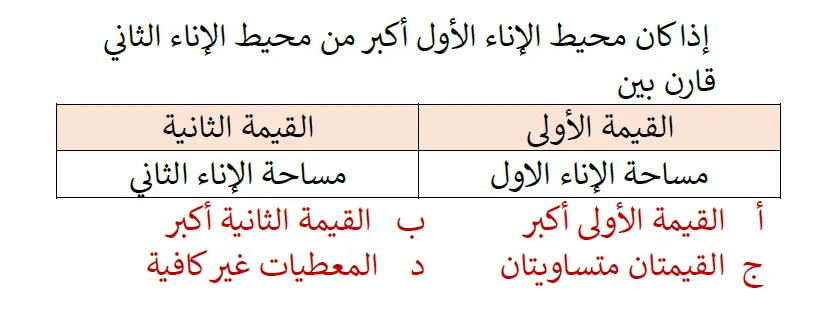 إذا كان محيط الإناء الأول أكبر من محيط الإناء الثاني
قارن بين
القيمة الأولى القيمة الثانية
مساحة الإناء الاول مساحة الإناء الثاني
أ القيمة الأولى أكبر ب القيمة الثانية أكبر
ج القيمتان متساويتان د المعطيات غير كافية